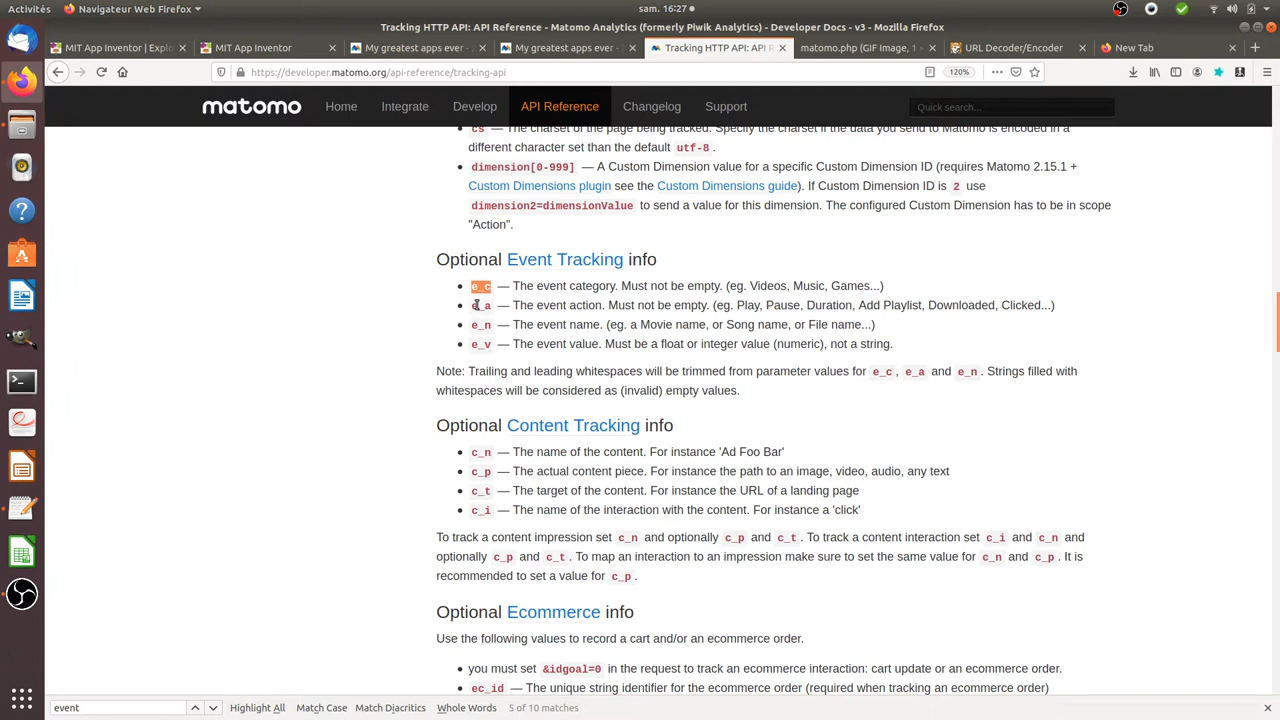 Activités
Navigateur Web Firefox
sam. 16:27
Tracking HTTP API: API Reference - Matomo Analytics (formerly Piwik Analytics) - Developer Docs - v3 - Mozilla Firefox
MIT App Inventor | Explo
MIT App Inventor
My greatest apps ever -
My greatest apps ever -
Tracking HTTP API: API R
matomo.php (GIF Image, 1
URL Decoder/Encoder
New Tab
https://developer.matomo.org/api-reference/tracking-api
120%
matomo
Home
Integrate
Develop
API Reference
Changelog
Support
Quick search...
cs — The charset of the page being tracked. Specify the charset if the data you send to Matomo is encoded in a
different character set than the default utf-8 .
dimension[0-999] — A Custom Dimension value for a specific Custom Dimension ID (requires Matomo 2.15.1 +
Custom Dimensions plugin see the Custom Dimensions guide). If Custom Dimension ID is 2 use
dimension2=dimensionValue to send a value for this dimension. The configured Custom Dimension has to be in scope
"Action".
Optional Event Tracking info
e_c — The event category. Must not be empty. (eg. Videos, Music, Games...)
e_a — The event action. Must not be empty. (eg. Play, Pause, Duration, Add Playlist, Downloaded, Clicked...)
e_n — The event name. (eg. a Movie name, or Song name, or File name...)
e_v — The event value. Must be a float or integer value (numeric), not a string.
Note: Trailing and leading whitespaces will be trimmed from parameter values for e_c , e_a and e_n . Strings filled with
whitespaces will be considered as (invalid) empty values.
Optional Content Tracking info
c_n — The name of the content. For instance 'Ad Foo Bar'
c_p — The actual content piece. For instance the path to an image, video, audio, any text
c_t — The target of the content. For instance the URL of a landing page
c_i — The name of the interaction with the content. For instance a 'click'
To track a content impression set c_n and optionally c_p and c_t . To track a content interaction set c_i and c_n and
optionally c_p and c_t . To map an interaction to an impression make sure to set the same value for c_n and c_p . It is
recommended to set a value for c_p .
Optional Ecommerce info
Use the following values to record a cart and/or an ecommerce order.
you must set &idgoal=0 in the request to track an ecommerce interaction: cart update or an ecommerce order.
ec_id — The unique string identifier for the ecommerce order (required when tracking an ecommerce order)
event
Highlight All
Match Case
Match Diacritics
Whole Words
5 of 10 matches